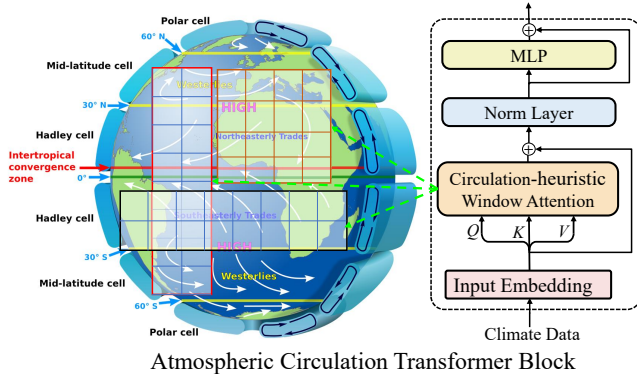 Polar cell
60° N
Mid-latitude cell
Westerlies
30° N
HIGH
Hadley cell
Northeasterly Trades
Intertropical
convergence
zone
0°
Hadley cell
Southeasterly Trades
HIGH
30° S
Westerlies
Mid-latitude cell
60° S
Polar cell
MLP
Norm Layer
Circulation-heuristic
Window Attention
Q K V
Input Embedding
Climate Data
Atmospheric Circulation Transformer Block